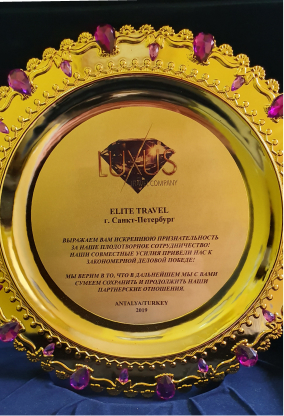 LUXUS
COMPANY
ELITE TRAVEL
г. Санкт-Петербург
ВЫРАЖАЕМ ВАМ ИСКРЕННЮЮ ПРИЗНАТЕЛЬНОСТЬ
ЗА НАШЕ ПЛОДОТВОРНОЕ СОТРУДНИЧЕСТВО!
НАШИ СОВМЕСТНЫЕ УСИЛИЯ ПРИВЕЛИ НАС К
ЗАКОНОМЕРНОЙ ДЕЛОВОЙ ПОБЕДЕ!
МЫ ВЕРИМ В ТО, ЧТО В ДАЛЬНЕЙШЕМ МЫ С ВАМИ
СУМЕЕМ СОХРАНИТЬ И ПРОДОЛЖИТЬ НАШИ
ПАРТНЕРСКИЕ ОТНОШЕНИЯ.
ANTALYA/TURKEY
2019